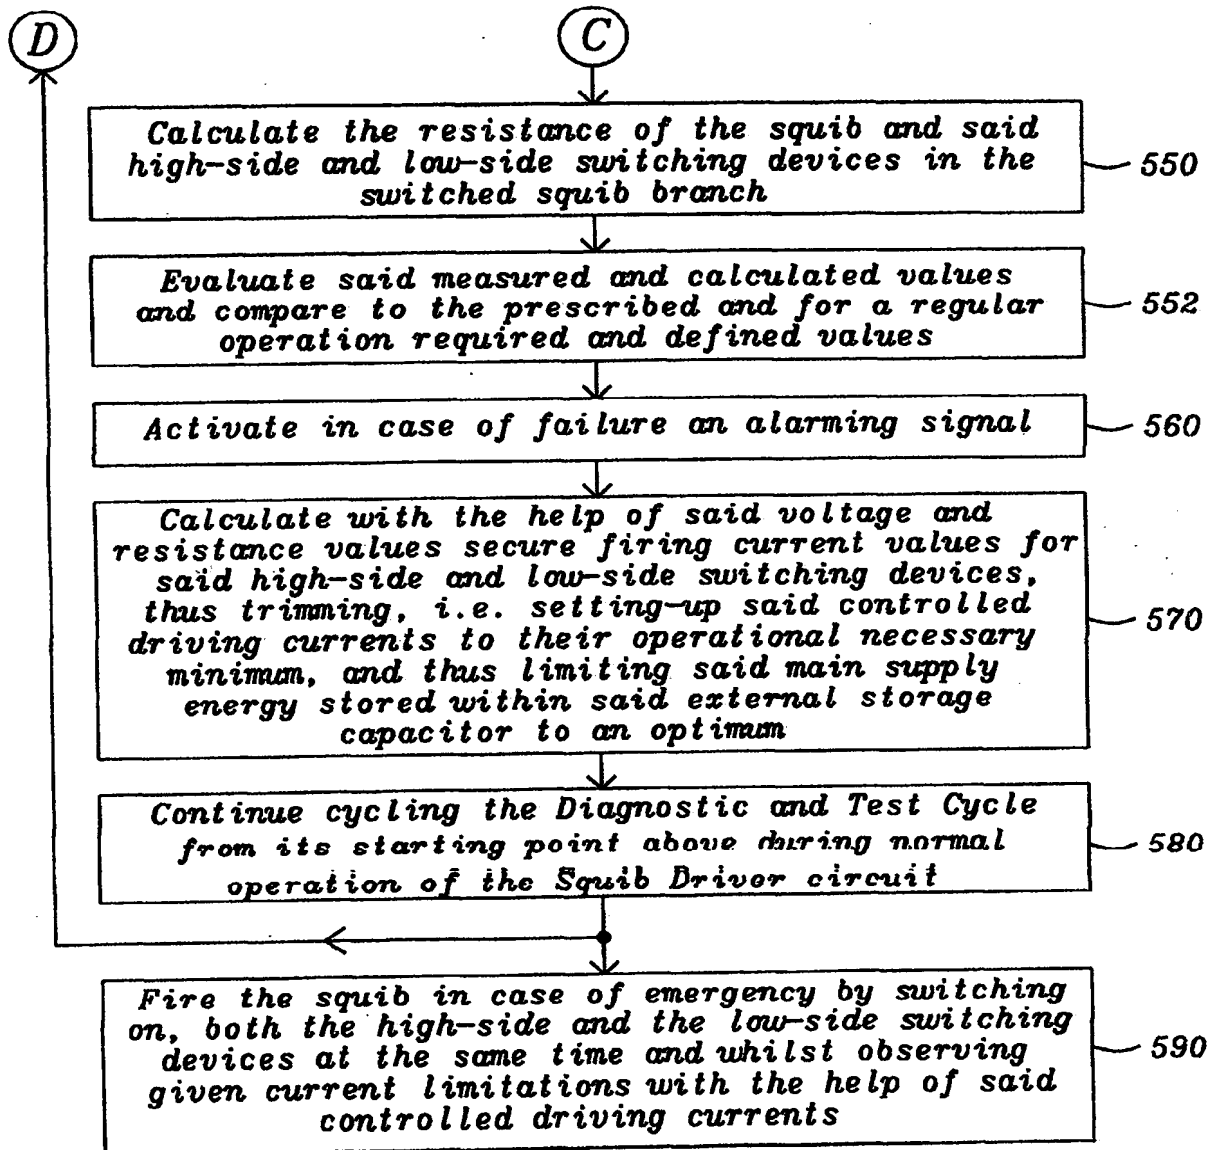 D
C
Calculate the resistance of the squib and said
high-side and low-side switching devices in the
switched squib branch
550
Evaluate said measured and calculated values
and compare to the prescribed and for a regular
operation required and defined values
552
Activate in case of failure an alarming signal
560
Calculate with the help of said voltage and
resistance values secure firing current values for
said high-side and low-side switching devices,
thus trimming, i.e. setting-up said controlled
driving currents to their operational necessary
minimum, and thus limiting said main supply
energy stored within said external storage
capacitor to an optimum
570
Continue cycling the Diagnostic and Test Cycle
from its starting point above during normal
operation of the Squib Driver circuit
580
Fire the squib in case of emergency by switching
on, both the high-side and the low-side switching
devices at the same time and whilst observing
given current limitations with the help of said
controlled driving currents
590